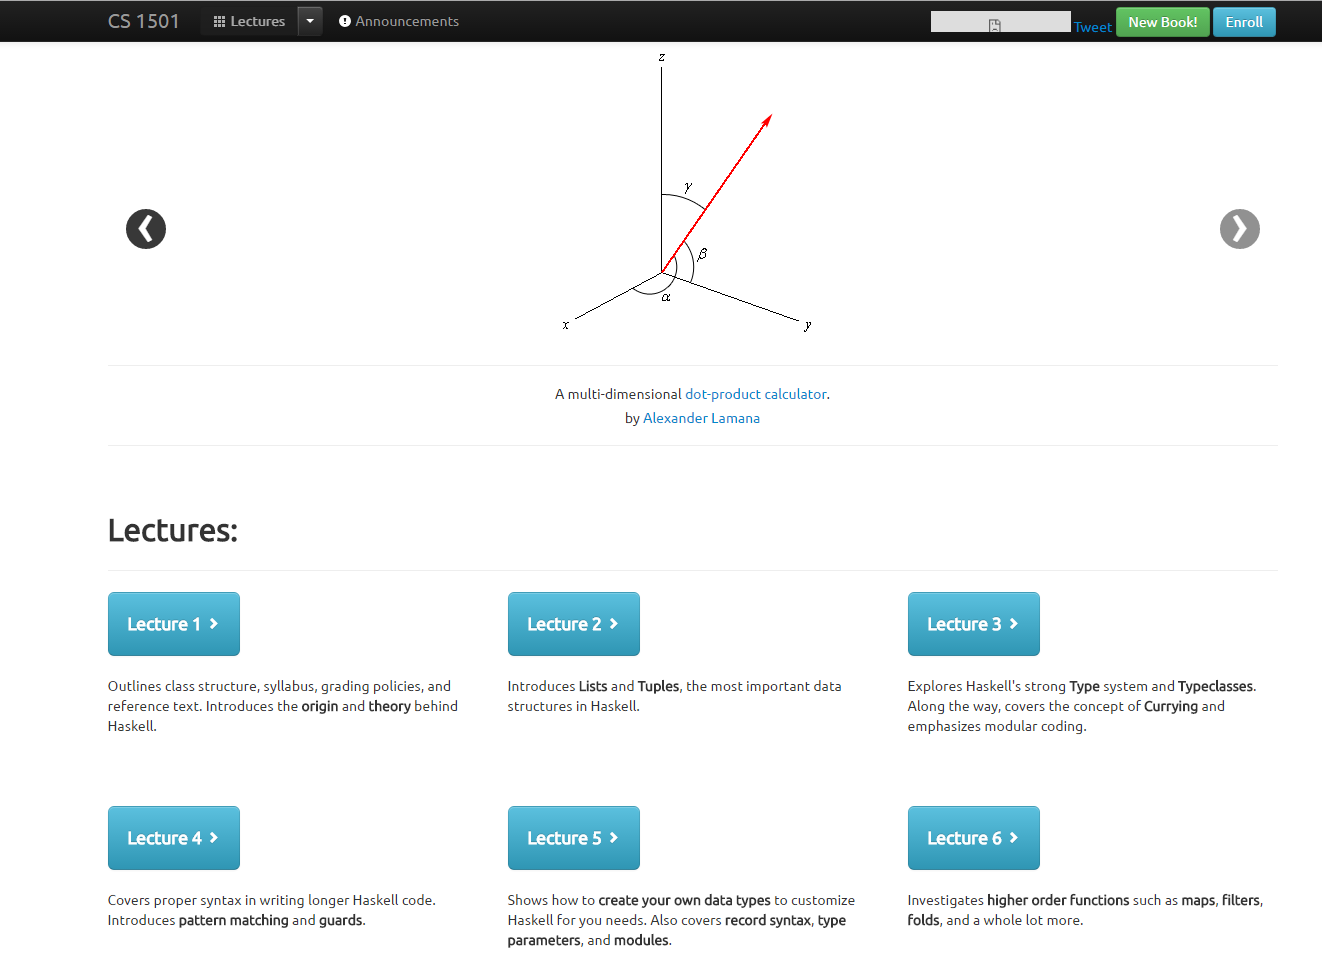 CS 1501 Lectures Announcements Tweet New Book! Enroll
z
γ
β
α
x
y
A multi-dimensional dot-product calculator.
by Alexander Lamana
Lectures:
Lecture 1
Outlines class structure, syllabus, grading policies, and
reference text. Introduces the origin and theory behind
Haskell.
Lecture 2
Introduces Lists and Tuples, the most important data
structures in Haskell.
Lecture 3
Explores Haskell's strong Type system and Typeclasses.
Along the way, covers the concept of Currying and
emphasizes modular coding.
Lecture 4
Covers proper syntax in writing longer Haskell code.
Introduces pattern matching and guards.
Lecture 5
Shows how to create your own data types to customize
Haskell for you needs. Also covers record syntax, type
parameters, and modules.
Lecture 6
Investigates higher order functions such as maps, filters,
folds, and a whole lot more.